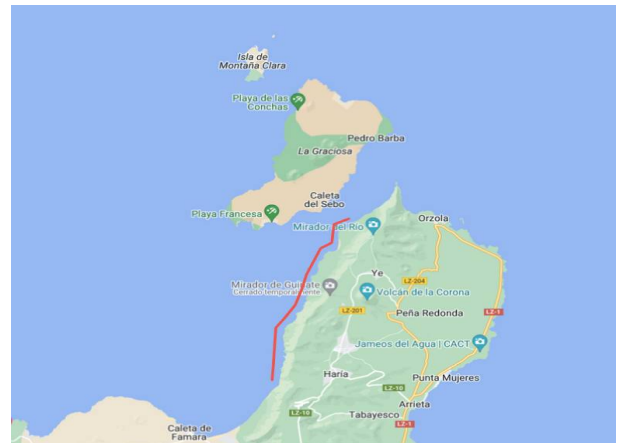 Isla de
Montaña Clara
Playa de las
Conchas
Pedro Barba
La Graciosa
Caleta
del Sebo
Playa Francesa
Orzola
Mirador del Rio
Ye
LZ-204
Mirador de Guinate
Cerrado temporalmente
Volcán de la Corona
LZ-201
Peña Redonda
LZ-1
Jameos del Agua | CACT
Haría
Punta Mujeres
LZ-10
Arrieta
Caleta de
Famara
LZ-10
Tabayesco
LZ-1